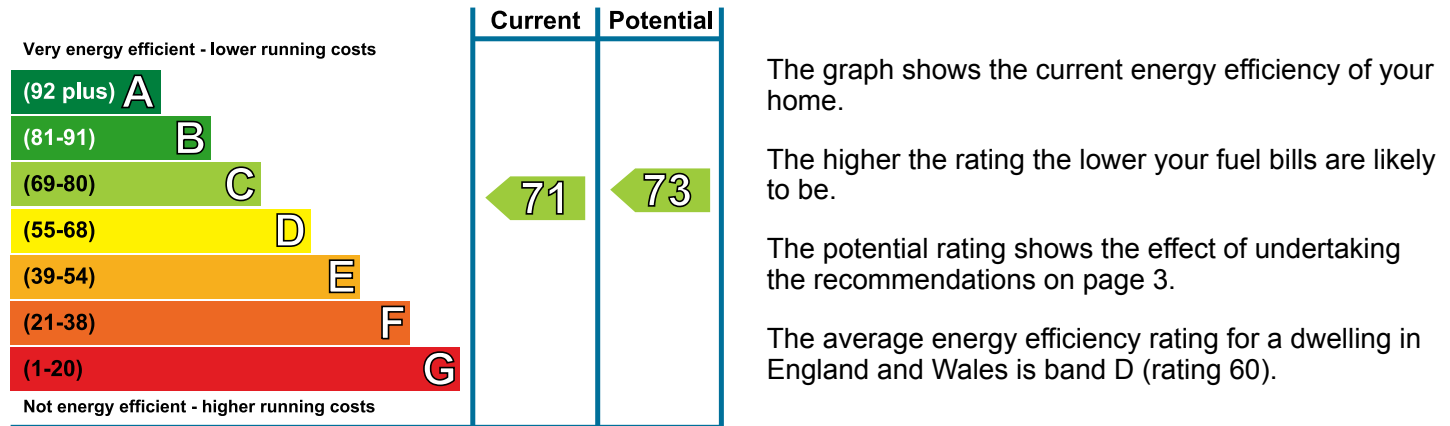 Current Potential
Very energy efficient - lower running costs
(92 plus) A
(81-91) B
(69-80) C
(55-68) D
(39-54) E
(21-38) F
(1-20) G
Not energy efficient - higher running costs
71 73
The graph shows the current energy efficiency of your
home.
The higher the rating the lower your fuel bills are likely
to be.
The potential rating shows the effect of undertaking
the recommendations on page 3.
The average energy efficiency rating for a dwelling in
England and Wales is band D (rating 60).